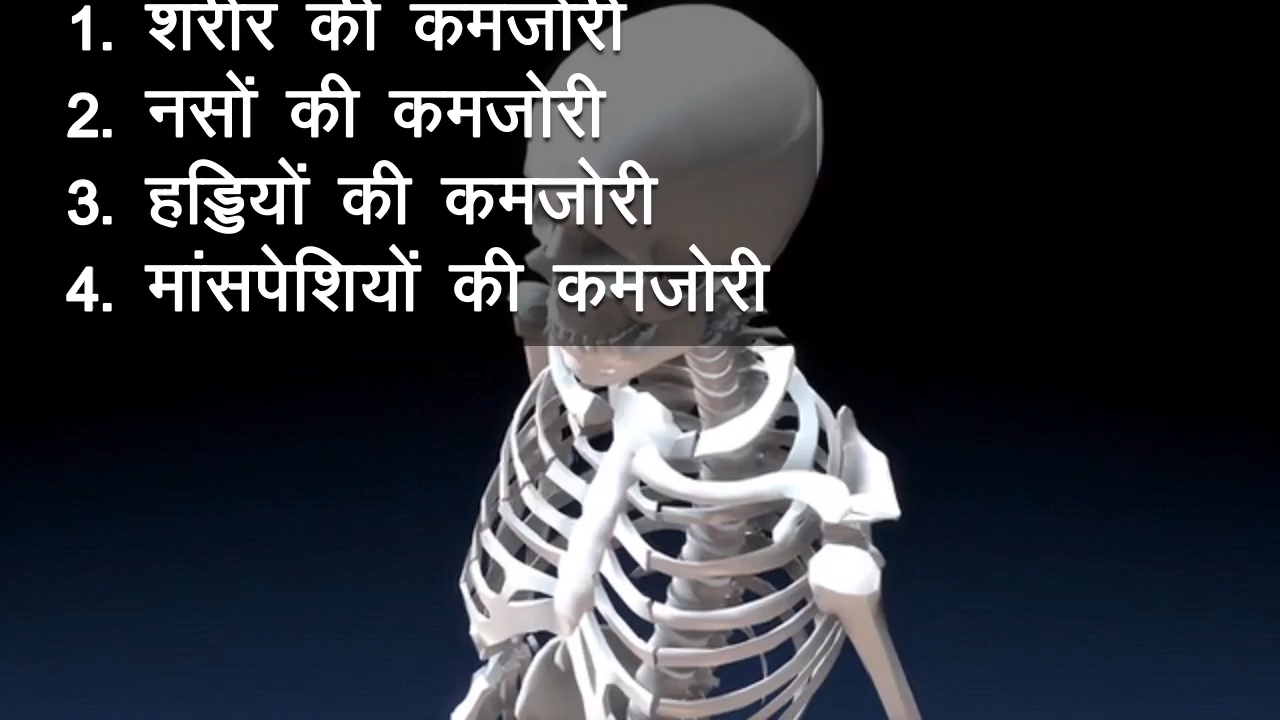 1. शरीर की कमजोरी
2. नसों की कमजोरी
3. हड्डियों की कमजोरी
4. मांसपेशियों की कमजोरी